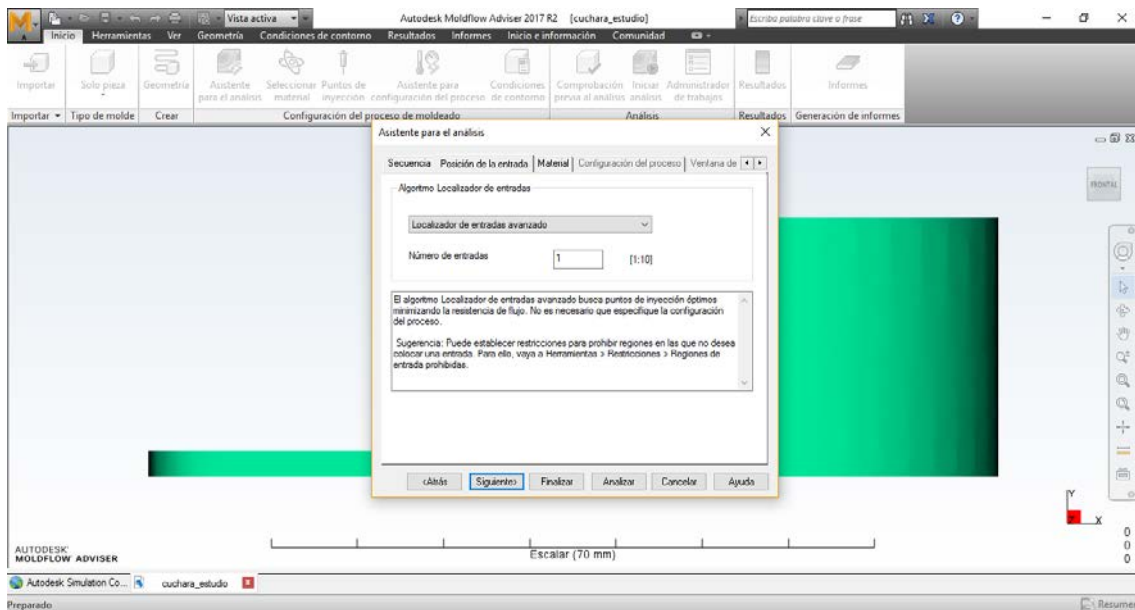 Vista activa
Autodesk Moldflow Adviser 2017 R2 [cuchara_estudio]
Escriba palabra clave o frase
Inicio Herramientas Ver Geometría Condiciones de contorno Resultados Informes Inicio e información Comunidad
Importar Solo pieza Geometría Asistente para el análisis Seleccionar material Puntos de inyección Asistente para configuración del proceso Condiciones de contorno Comprobación previa al análisis Iniciar análisis Administrador de trabajos Resultados Informes
Importar Tipo de molde Crear Configuración del proceso de moldeado Análisis Resultados Generación de informes
Asistente para el análisis
Secuencia Posición de la entrada Material Configuración del proceso Ventana de
Algoritmo Localizador de entradas
Localizador de entradas avanzado
Número de entradas 1 [1:10]
El algoritmo Localizador de entradas avanzado busca puntos de inyección óptimos
minimizando la resistencia de flujo. No es necesario que especifique la configuración
del proceso.
Sugerencia: Puede establecer restricciones para prohibir regiones en las que no desea
colocar una entrada. Para ello, vaya a Herramientas > Restricciones > Regiones de
entrada prohibidas.
<Atrás Siguiente> Finalizar Analizar Cancelar Ayuda
FRONTAL
Y
Z X
0
0
0
Escalar (70 mm)
AUTODESK
MOLDFLOW ADVISER
Autodesk Simulation Co... cuchara_estudio
Preparado
Resumen